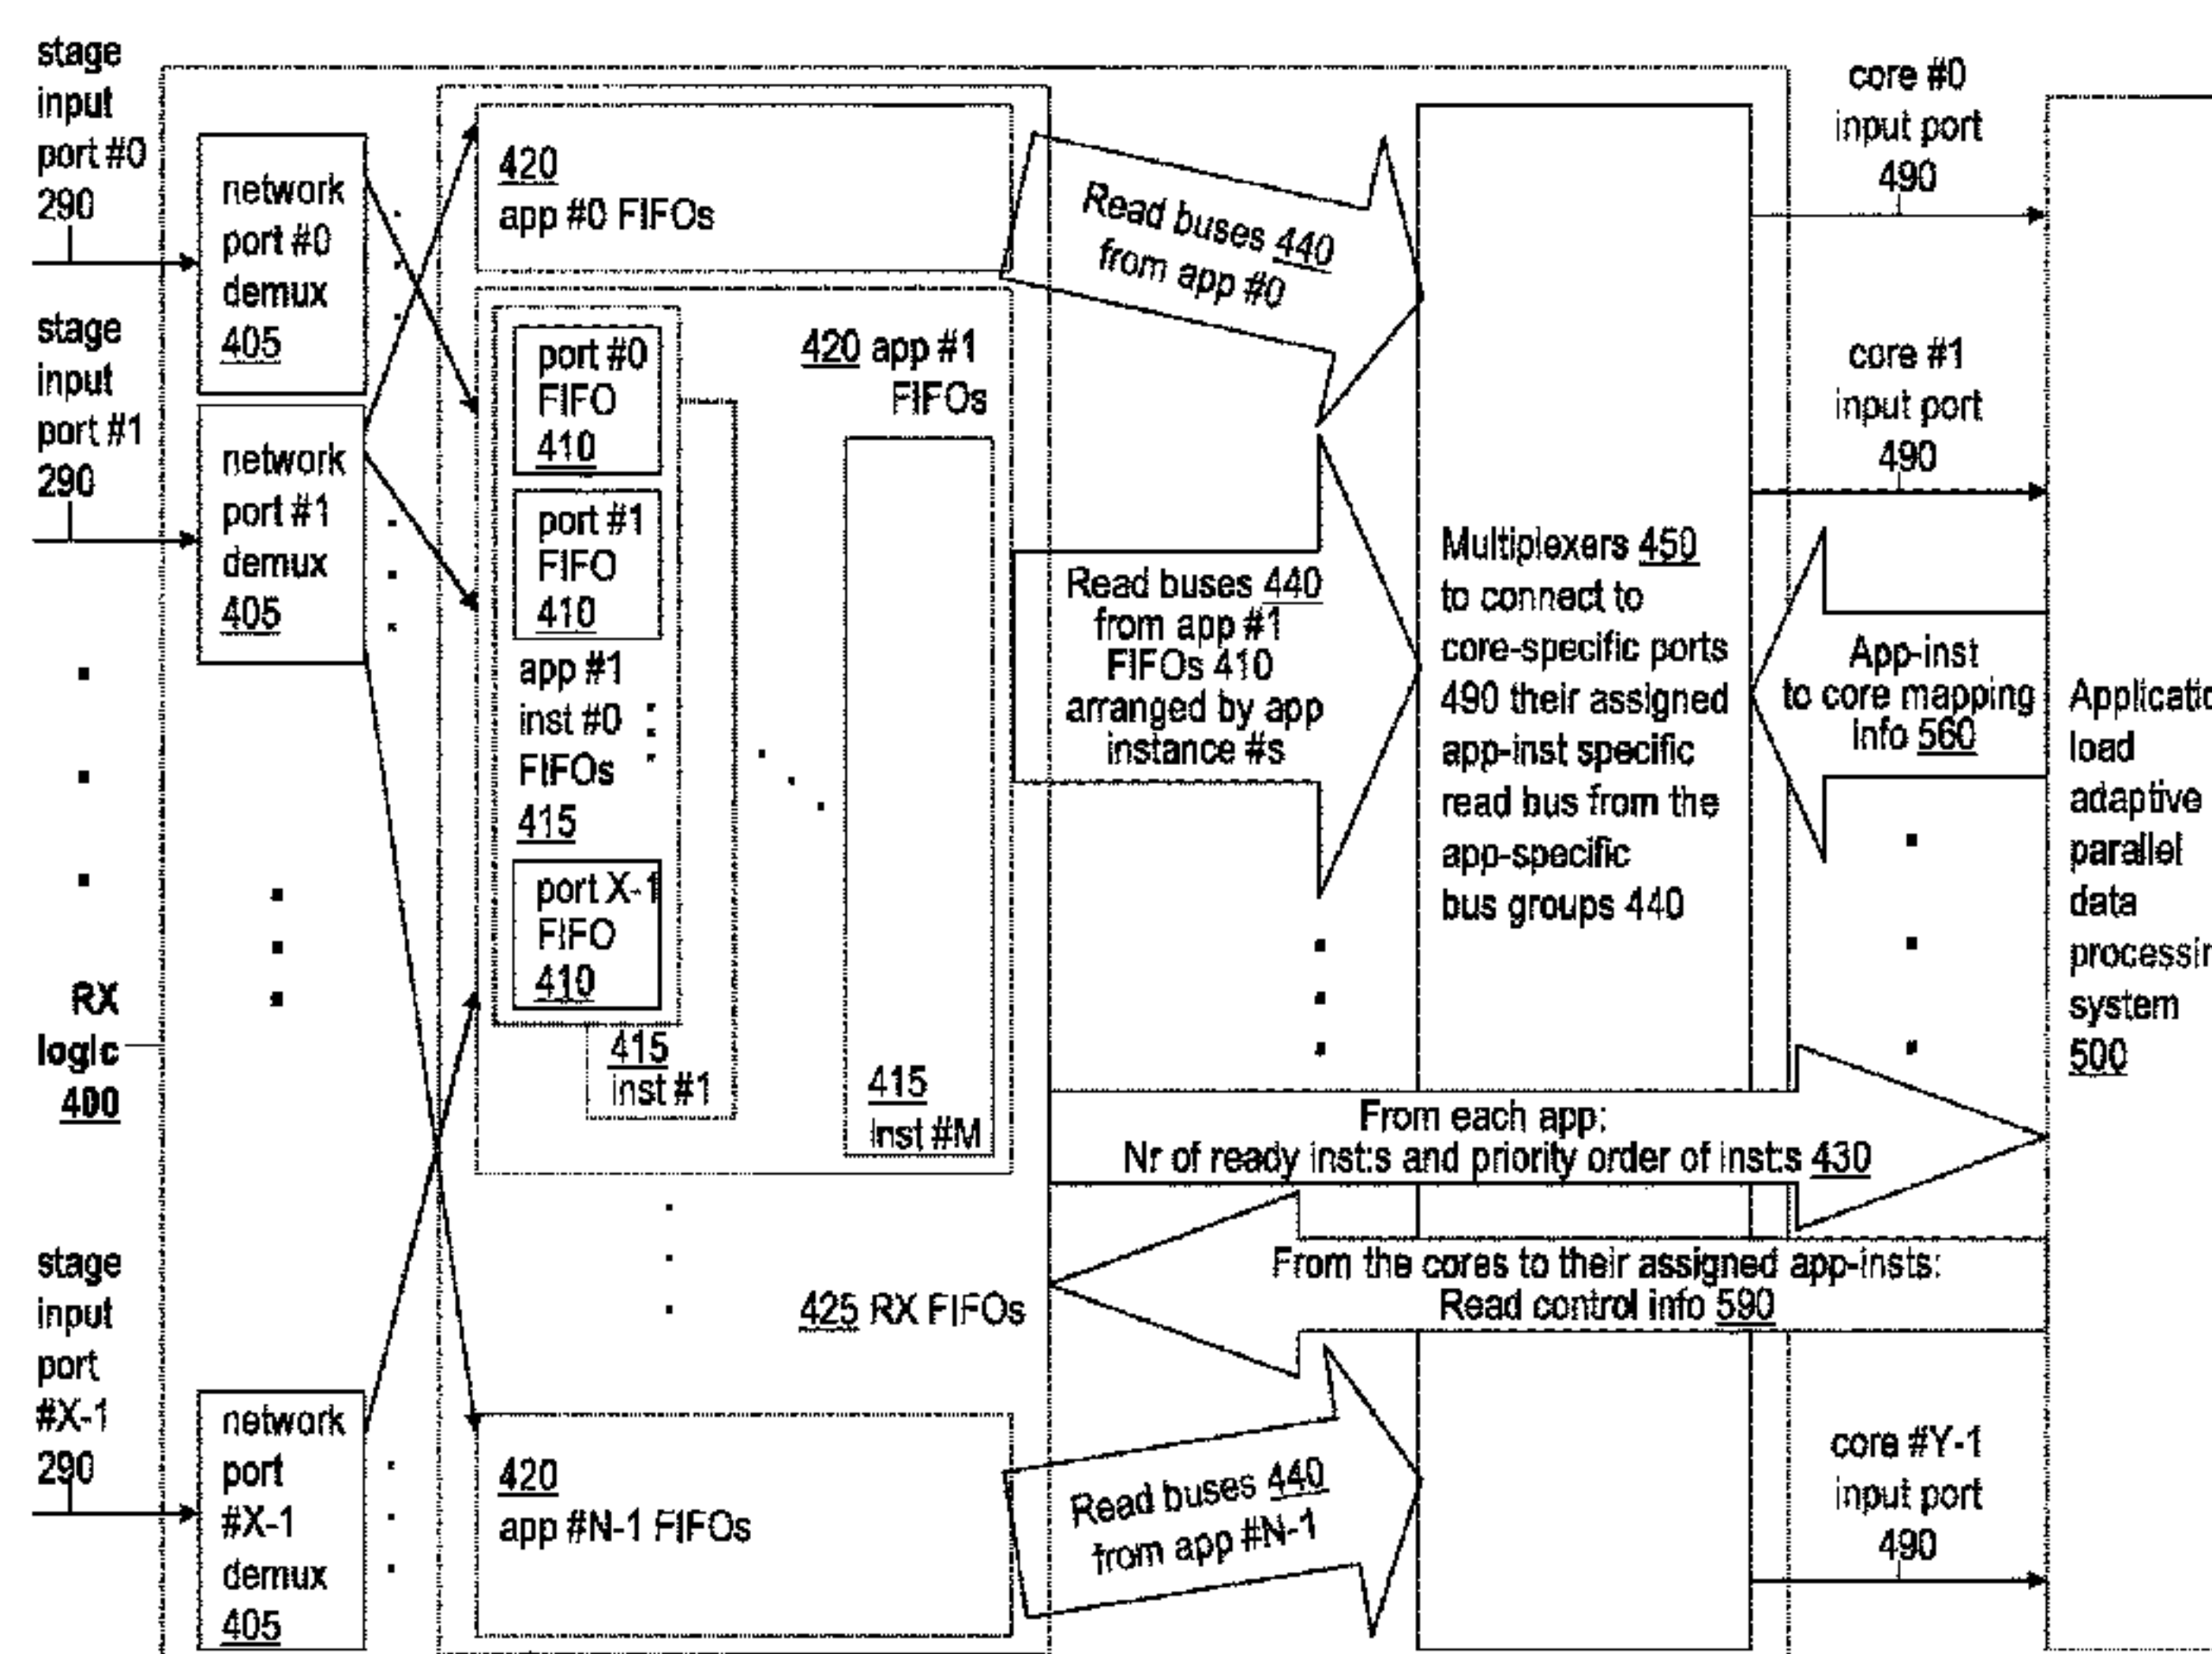 stage
input
port #0
290
network
port #0
demux
405
stage
input
port #1
290
network
port #1
demux
405
RX
logic
400
stage
input
port
#X-1
290
network
port
#X-1
demux
405
420
app #0 FIFOs
port #0
FIFO
410
port #1
FIFO
410
app #1
inst #0
FIFOs
415
port X-1
FIFO
410
415
inst #1
420 app #1
FIFOs
415
inst #M
425 RX FIFOs
420
app #N-1 FIFOs
Read buses 440
from app #0
Read buses 440
from app #1
FIFOs 410
arranged by app
instance #s
Read buses 440
from app #N-1
Multiplexers 450
to connect to
core-specific ports
490 their assigned
app-inst specific
read bus from the
app-specific
bus groups 440
From each app:
Nr of ready inst:s and priority order of inst:s 430
From the cores to their assigned app-insts:
Read control info 590
core #0
input port
490
core #1
input port
490
App-inst
to core mapping
info 560
core #Y-1
input port
490
Applicatio
load
adaptive
parallel
data
processin
system
500